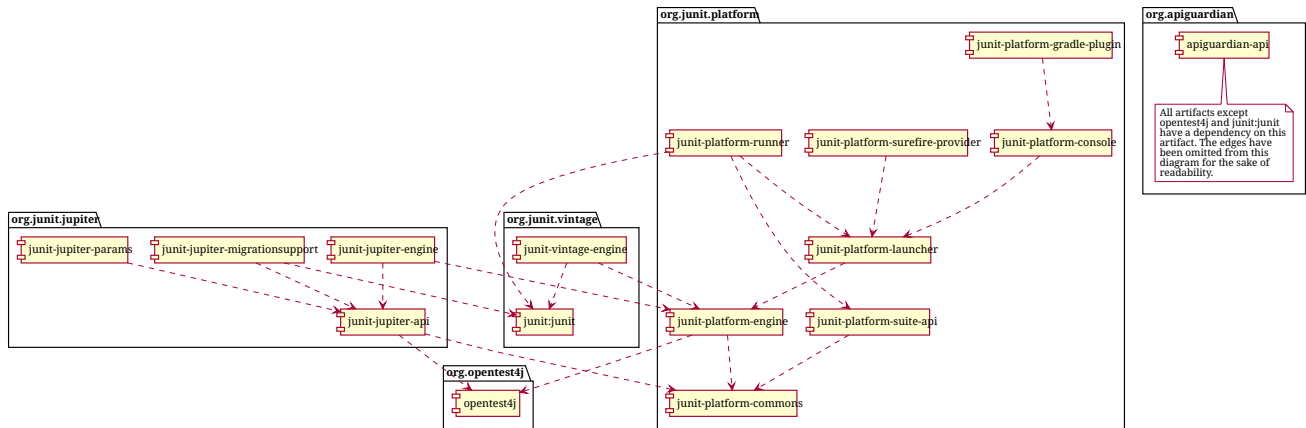 org.junit.platform
org.apiguardian
junit-platform-gradle-plugin
apiguardian-api
All artifacts except
opentest4j and junit:junit
have a dependency on this
artifact. The edges have
been omitted from this
diagram for the sake of
readability.
junit-platform-runner
junit-platform-surefire-provider
junit-platform-console
org.junit.jupiter
org.junit.vintage
junit-jupiter-params
junit-jupiter-migrationsupport
junit-jupiter-engine
junit-vintage-engine
junit-platform-launcher
junit-jupiter-api
junit:junit
junit-platform-engine
junit-platform-suite-api
org.opentest4j
opentest4j
junit-platform-commons